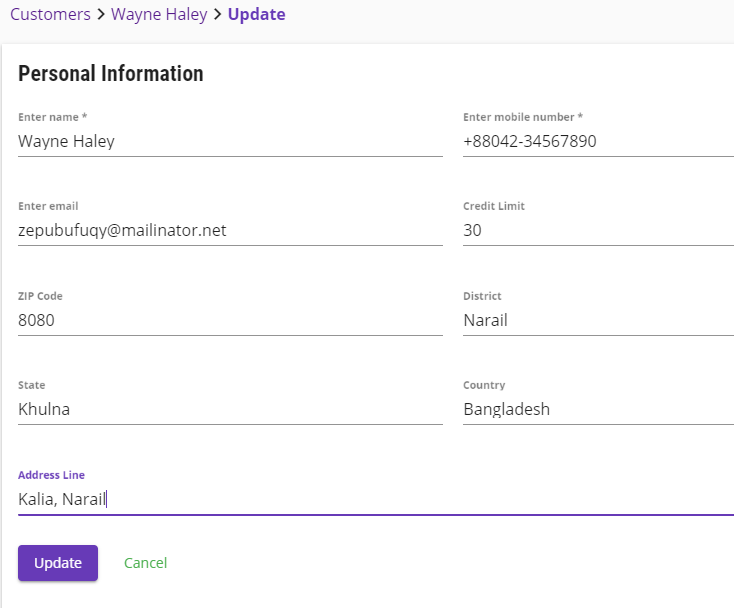 Customers > Wayne Haley > Update
Personal Information
Enter name *
Enter mobile number *
Wayne Haley
+88042-34567890
Enter email
Credit Limit
zepubufuqy@mailinator.net
30
ZIP Code
District
8080
Narail
State
Country
Khulna
Bangladesh
Address Line
Kalia, Narail
Update
Cancel